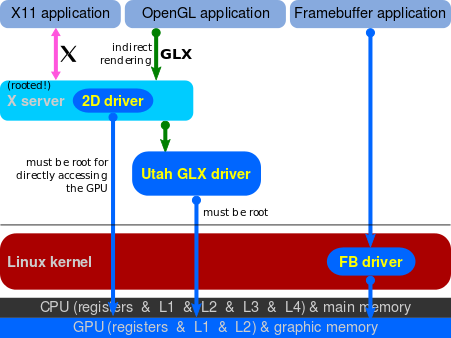 X11 application
OpenGL application
Framebuffer application
indirect
rendering
GLX
X
(rooted!)
X server
2D driver
must be root for
directly accessing
the GPU
Utah GLX driver
must be root
Linux kernel
FB driver
CPU (registers & L1 & L2 & L3 & L4) & main memory
GPU (registers & L1 & L2) & graphic memory